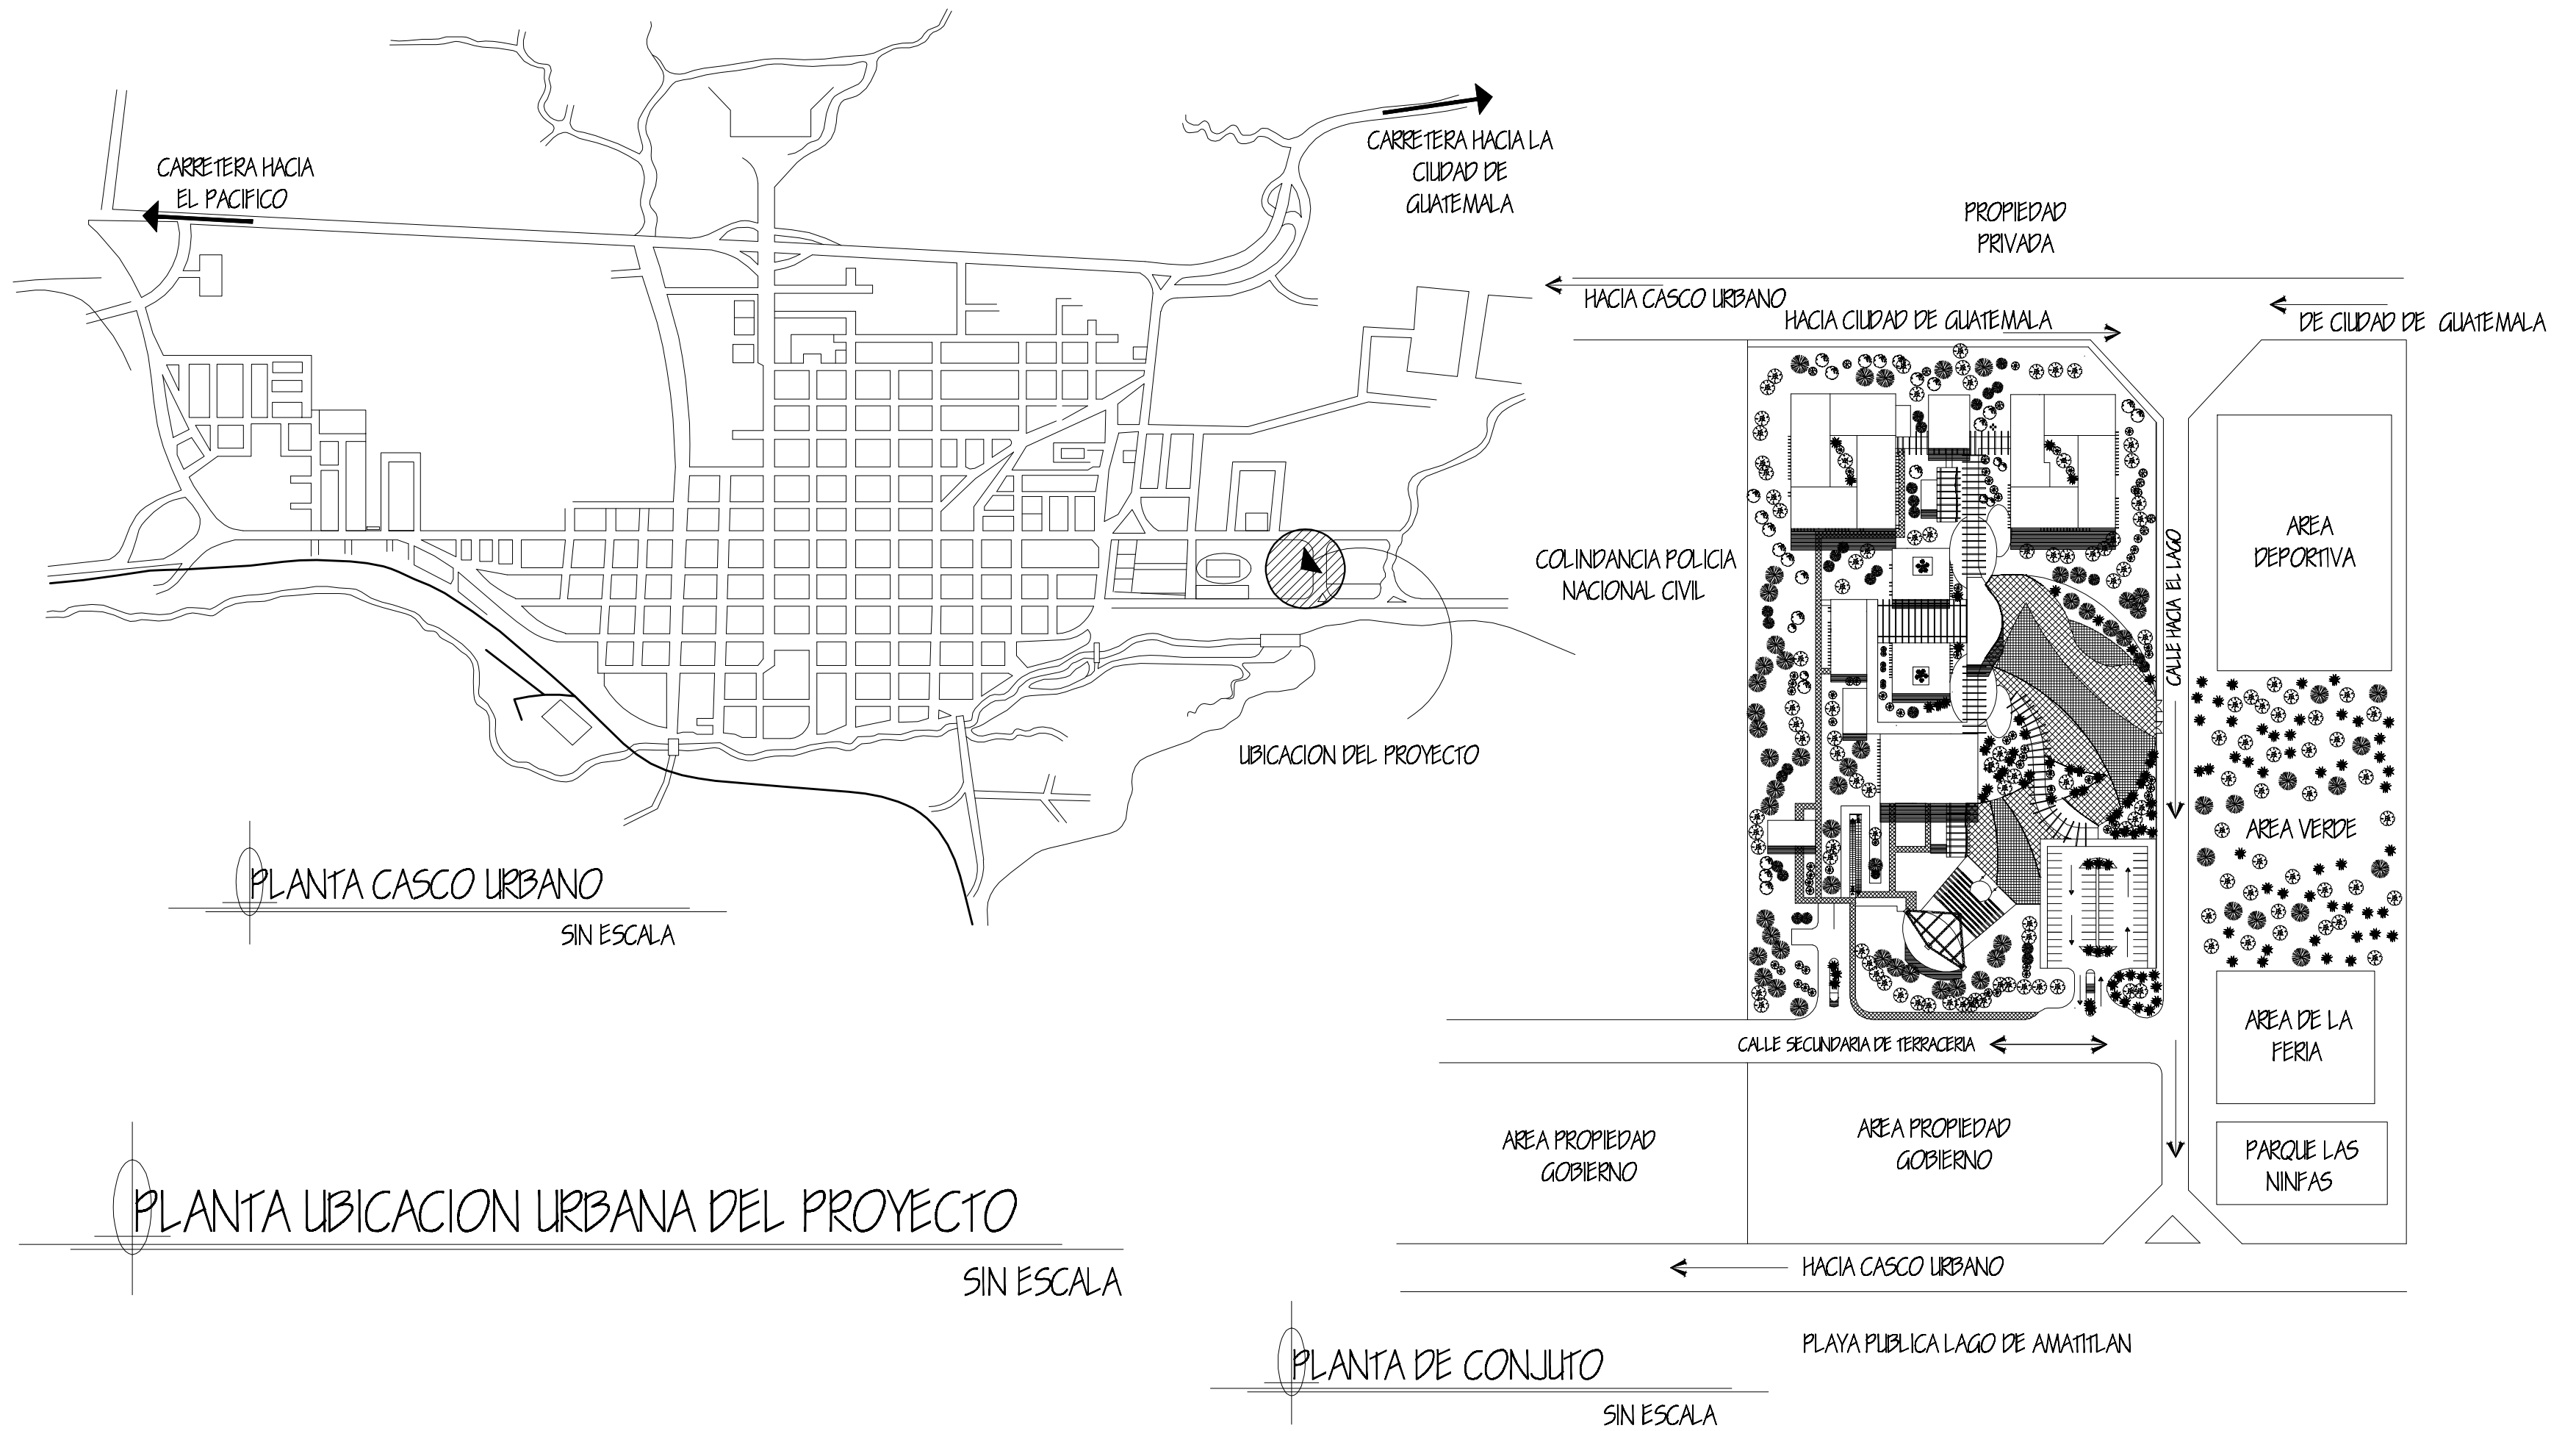 CARRETERA HACIA
EL PACIFICO
CARRETERA HACIA LA
CIUDAD DE
GUATEMALA
UBICACION DEL PROYECTO
PLANTA CASCO URBANO
SIN ESCALA
PLANTA UBICACION URBANA DEL PROYECTO
SIN ESCALA
PROPIEDAD
PRIVADA
HACIA CASCO URBANO
HACIA CIUDAD DE GUATEMALA
DE CIUDAD DE GUATEMALA
COLINDANCIA POLICIA
NACIONAL CIVIL
CALLE HACIA EL LAGO
AREA
DEPORTIVA
AREA VERDE
AREA DE LA
FERIA
PARQUE LAS
NINFAS
CALLE SECUNDARIA DE TERRACERIA
AREA PROPIEDAD
GOBIERNO
AREA PROPIEDAD
GOBIERNO
HACIA CASCO URBANO
PLAYA PUBLICA LAGO DE AMATITLAN
PLANTA DE CONJUTO
SIN ESCALA